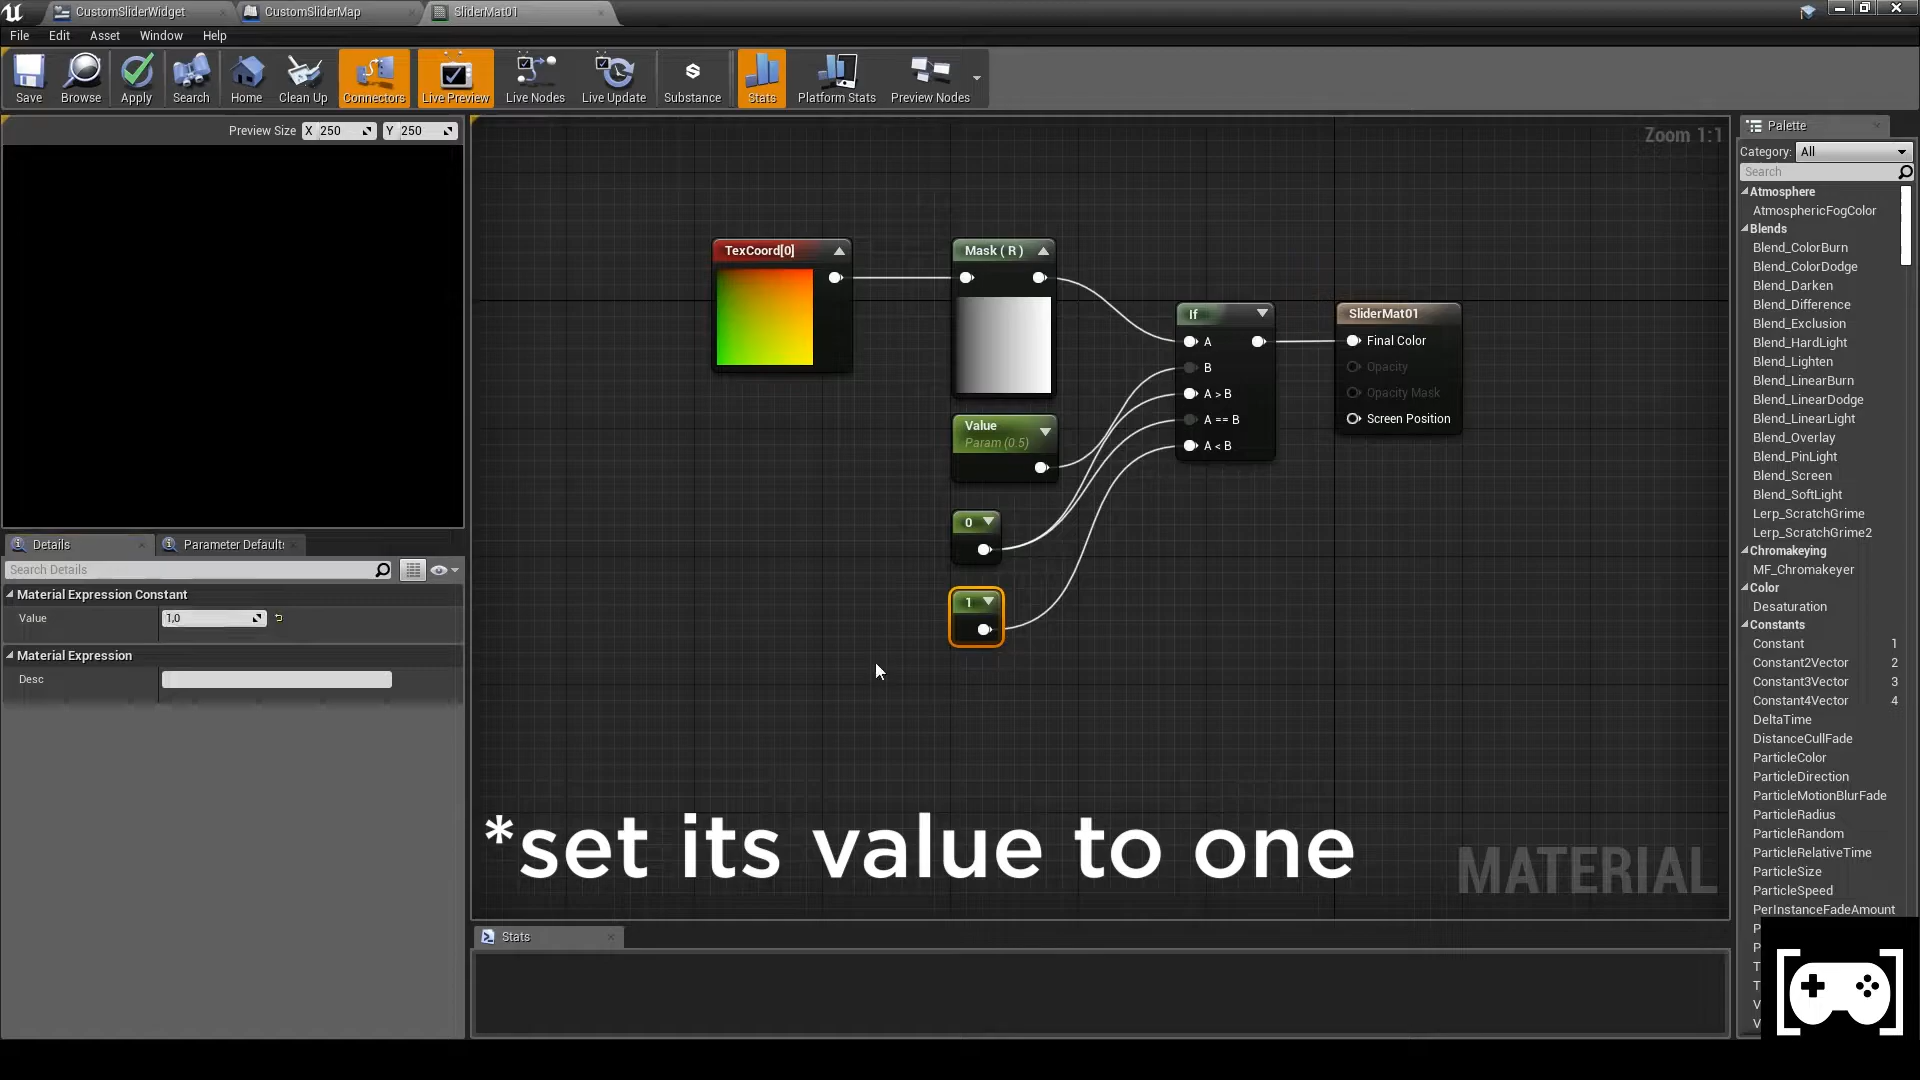 CustomSliderWidget
CustomSliderMap
SliderMat01
File Edit Asset Window Help
Save Browse Apply Search Home Clean Up Connectors Live Preview Live Nodes Live Update Substance Stats Platform Stats Preview Nodes
Preview Size X 250 Y 250
Zoom 1:1
TexCoord[0]
Mask ( R )
If
A
B
A > B
A == B
A < B
SliderMat01
Final Color
Opacity
Opacity Mask
Screen Position
Value
Param (0.5)
0
1
*set its value to one
MATERIAL
Details
Parameter Defaults
Search Details
Material Expression Constant
Value 1,0
Material Expression
Desc
Stats
Palette
Category: All
Search
Atmosphere
AtmosphericFogColor
Blends
Blend_ColorBurn
Blend_ColorDodge
Blend_Darken
Blend_Difference
Blend_Exclusion
Blend_HardLight
Blend_Lighten
Blend_LinearBurn
Blend_LinearDodge
Blend_LinearLight
Blend_Overlay
Blend_PinLight
Blend_Screen
Blend_SoftLight
Lerp_ScratchGrime
Lerp_ScratchGrime2
Chromakeying
MF_Chromakeyer
Color
Desaturation
Constants
Constant 1
Constant2Vector 2
Constant3Vector 3
Constant4Vector 4
DeltaTime
DistanceCullFade
ParticleColor
ParticleDirection
ParticleMotionBlurFade
ParticleRadius
ParticleRandom
ParticleRelativeTime
ParticleSize
ParticleSpeed
PerInstanceFadeAmount